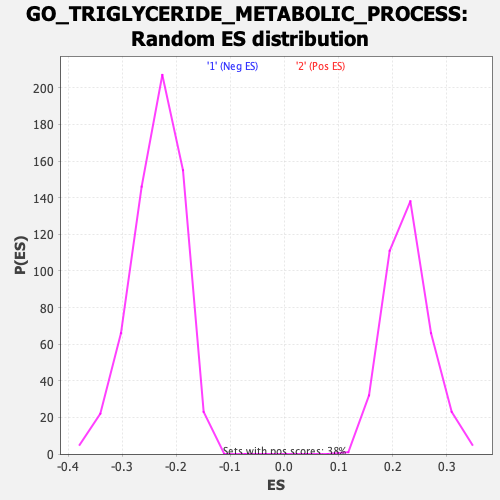 GO_TRIGLYCERIDE_METABOLIC_PROCESS:
Random ES distribution
'1' (Neg ES) '2' (Pos ES)
P(ES)
200
180
160
140
120
100
80
60
40
20
0
Sets with pos scores: 38%
-0.4 -0.3 -0.2 -0.1 0.0 0.1 0.2 0.3
ES